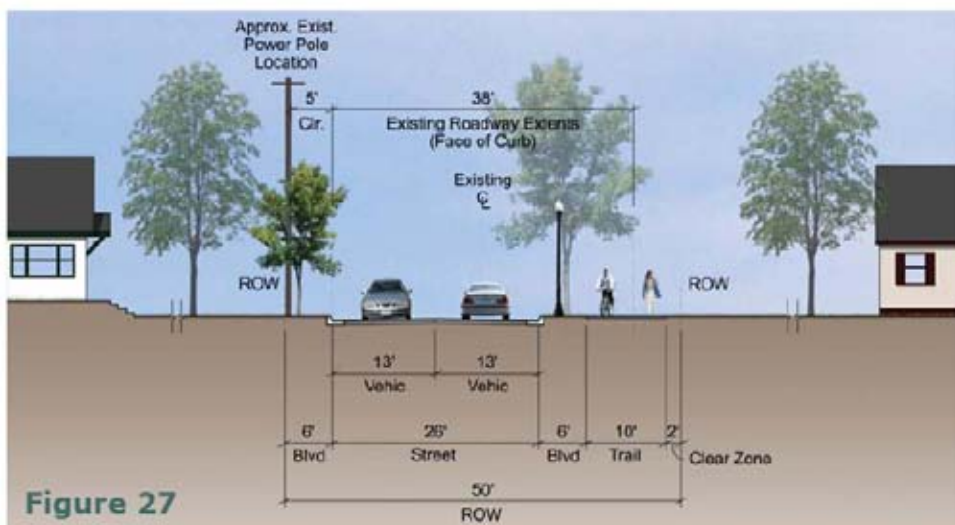 Approx. Exist.
Power Pole
Location
5'
38'
Clr.
Existing Roadway Extents
(Face of Curb)
Existing
℄
ROW
ROW
13'
13'
Vehic
Vehic
6'
26'
6'
10'
2'
Blvd
Street
Blvd
Trail
Clear Zone
50'
ROW
Figure 27